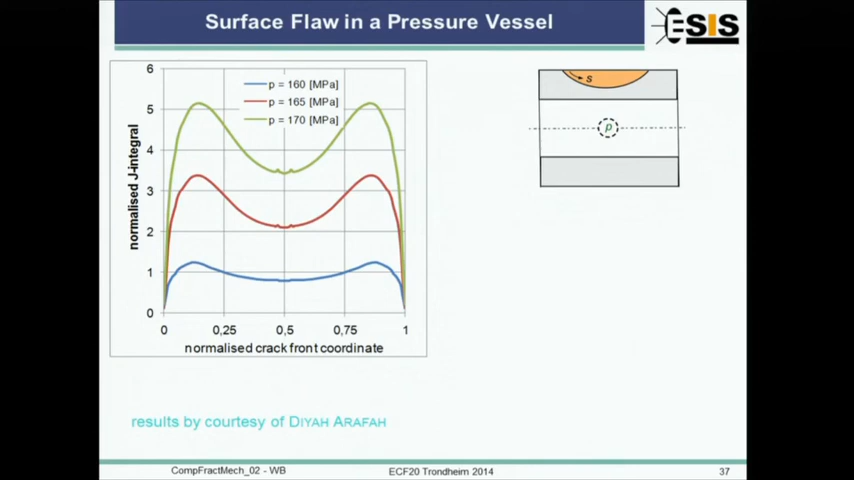 Surface Flaw in a Pressure Vessel
ESIS
6
5
4
3
2
1
0
normalised J-integral
p = 160 [MPa]
p = 165 [MPa]
p = 170 [MPa]
0 0,25 0,5 0,75 1
normalised crack front coordinate
s
p
results by courtesy of DIYAH ARAFAH
CompFractMech_02 - WB
ECF20 Trondheim 2014
37